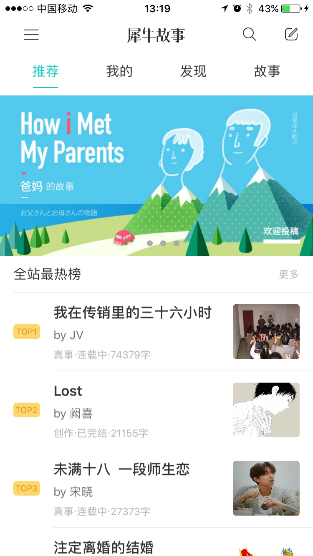 中国移动 13:19 83%
犀牛故事
推荐 我的 发现 故事
How i Met
My Parents
爸妈 的故事
お父さんとお母さんの物語
欢迎投稿
全站最热榜 更多
我在传销里的三十六小时
TOP1
by JV
真事·连载中·74379字
Lost
TOP2
by 阙喜
创作·已完结·21155字
未满十八 一段师生恋
TOP3
by 宋晓
真事·连载中·27373字
注定离婚的结婚